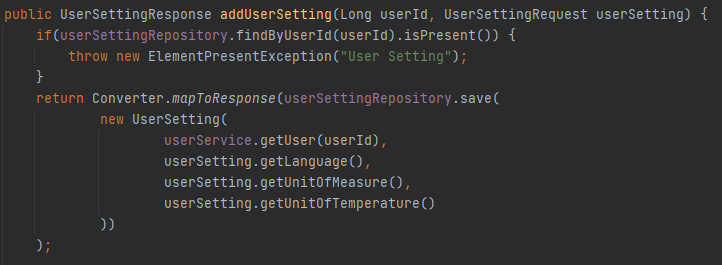 public UserSettingResponse addUserSetting(Long userId, UserSettingRequest userSetting) {
    if(userSettingRepository.findByUserId(userId).isPresent()) {
        throw new ElementPresentException("User Setting");
    }
    return Converter.mapToResponse(userSettingRepository.save(
            new UserSetting(
                    userService.getUser(userId),
                    userSetting.getLanguage(),
                    userSetting.getUnitOfMeasure(),
                    userSetting.getUnitOfTemperature()
            ))
    );